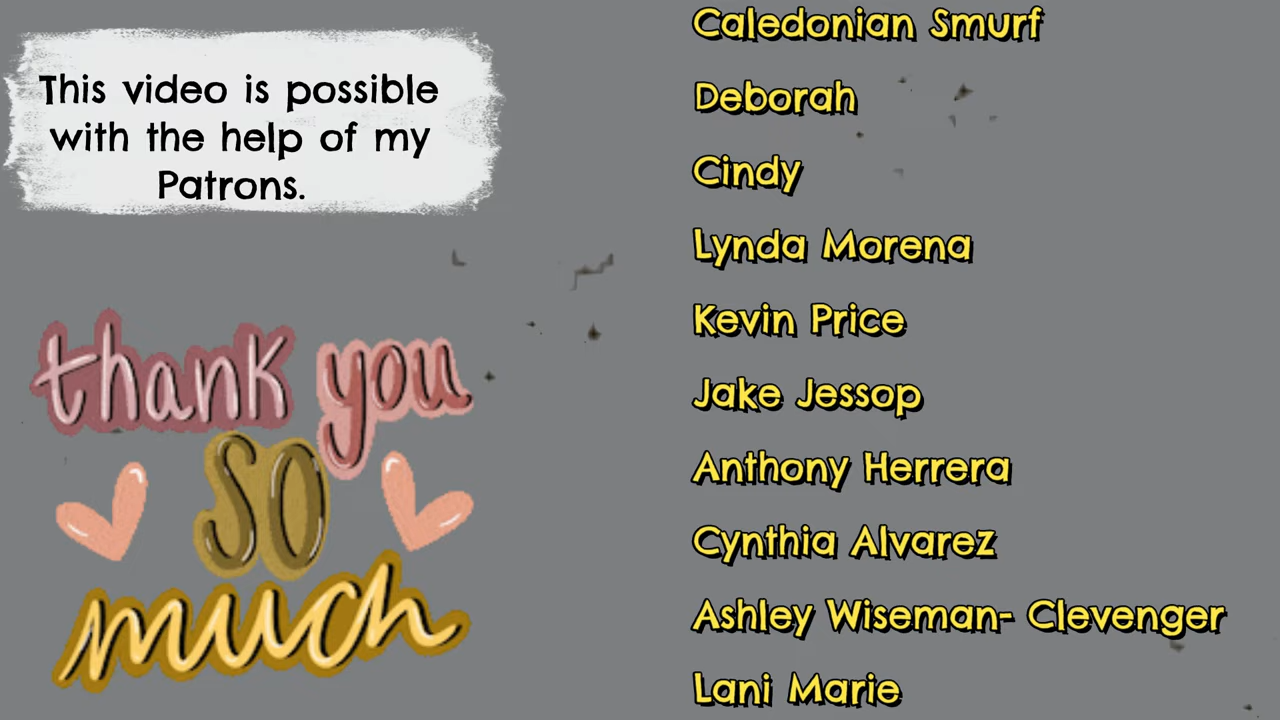 This video is possible
with the help of my
Patrons.
thank you
so
much
Caledonian Smurf
Deborah
Cindy
Lynda Morena
Kevin Price
Jake Jessop
Anthony Herrera
Cynthia Alvarez
Ashley Wiseman- Clevenger
Lani Marie